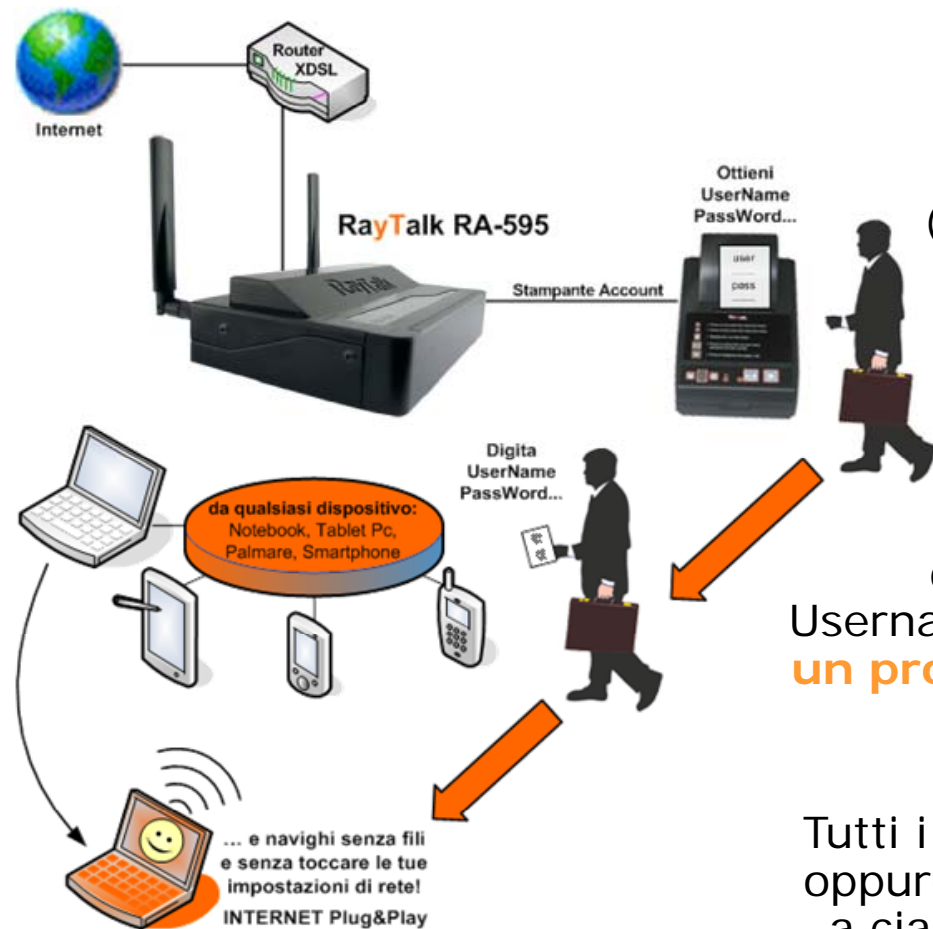 Router
XDSL
Internet
RayTalk RA-595
RayTalk
Ottieni
UserName
PassWord...
user
pass
Stampante Account
(
Digita
UserName
PassWord...
da qualsiasi dispositivo:
Notebook, Tablet Pc,
Palmare, Smartphone
Userna
un pro
... e navighi senza fili
e senza toccare le tue
impostazioni di rete!
INTERNET Plug&Play
Tutti i
oppur
a cia